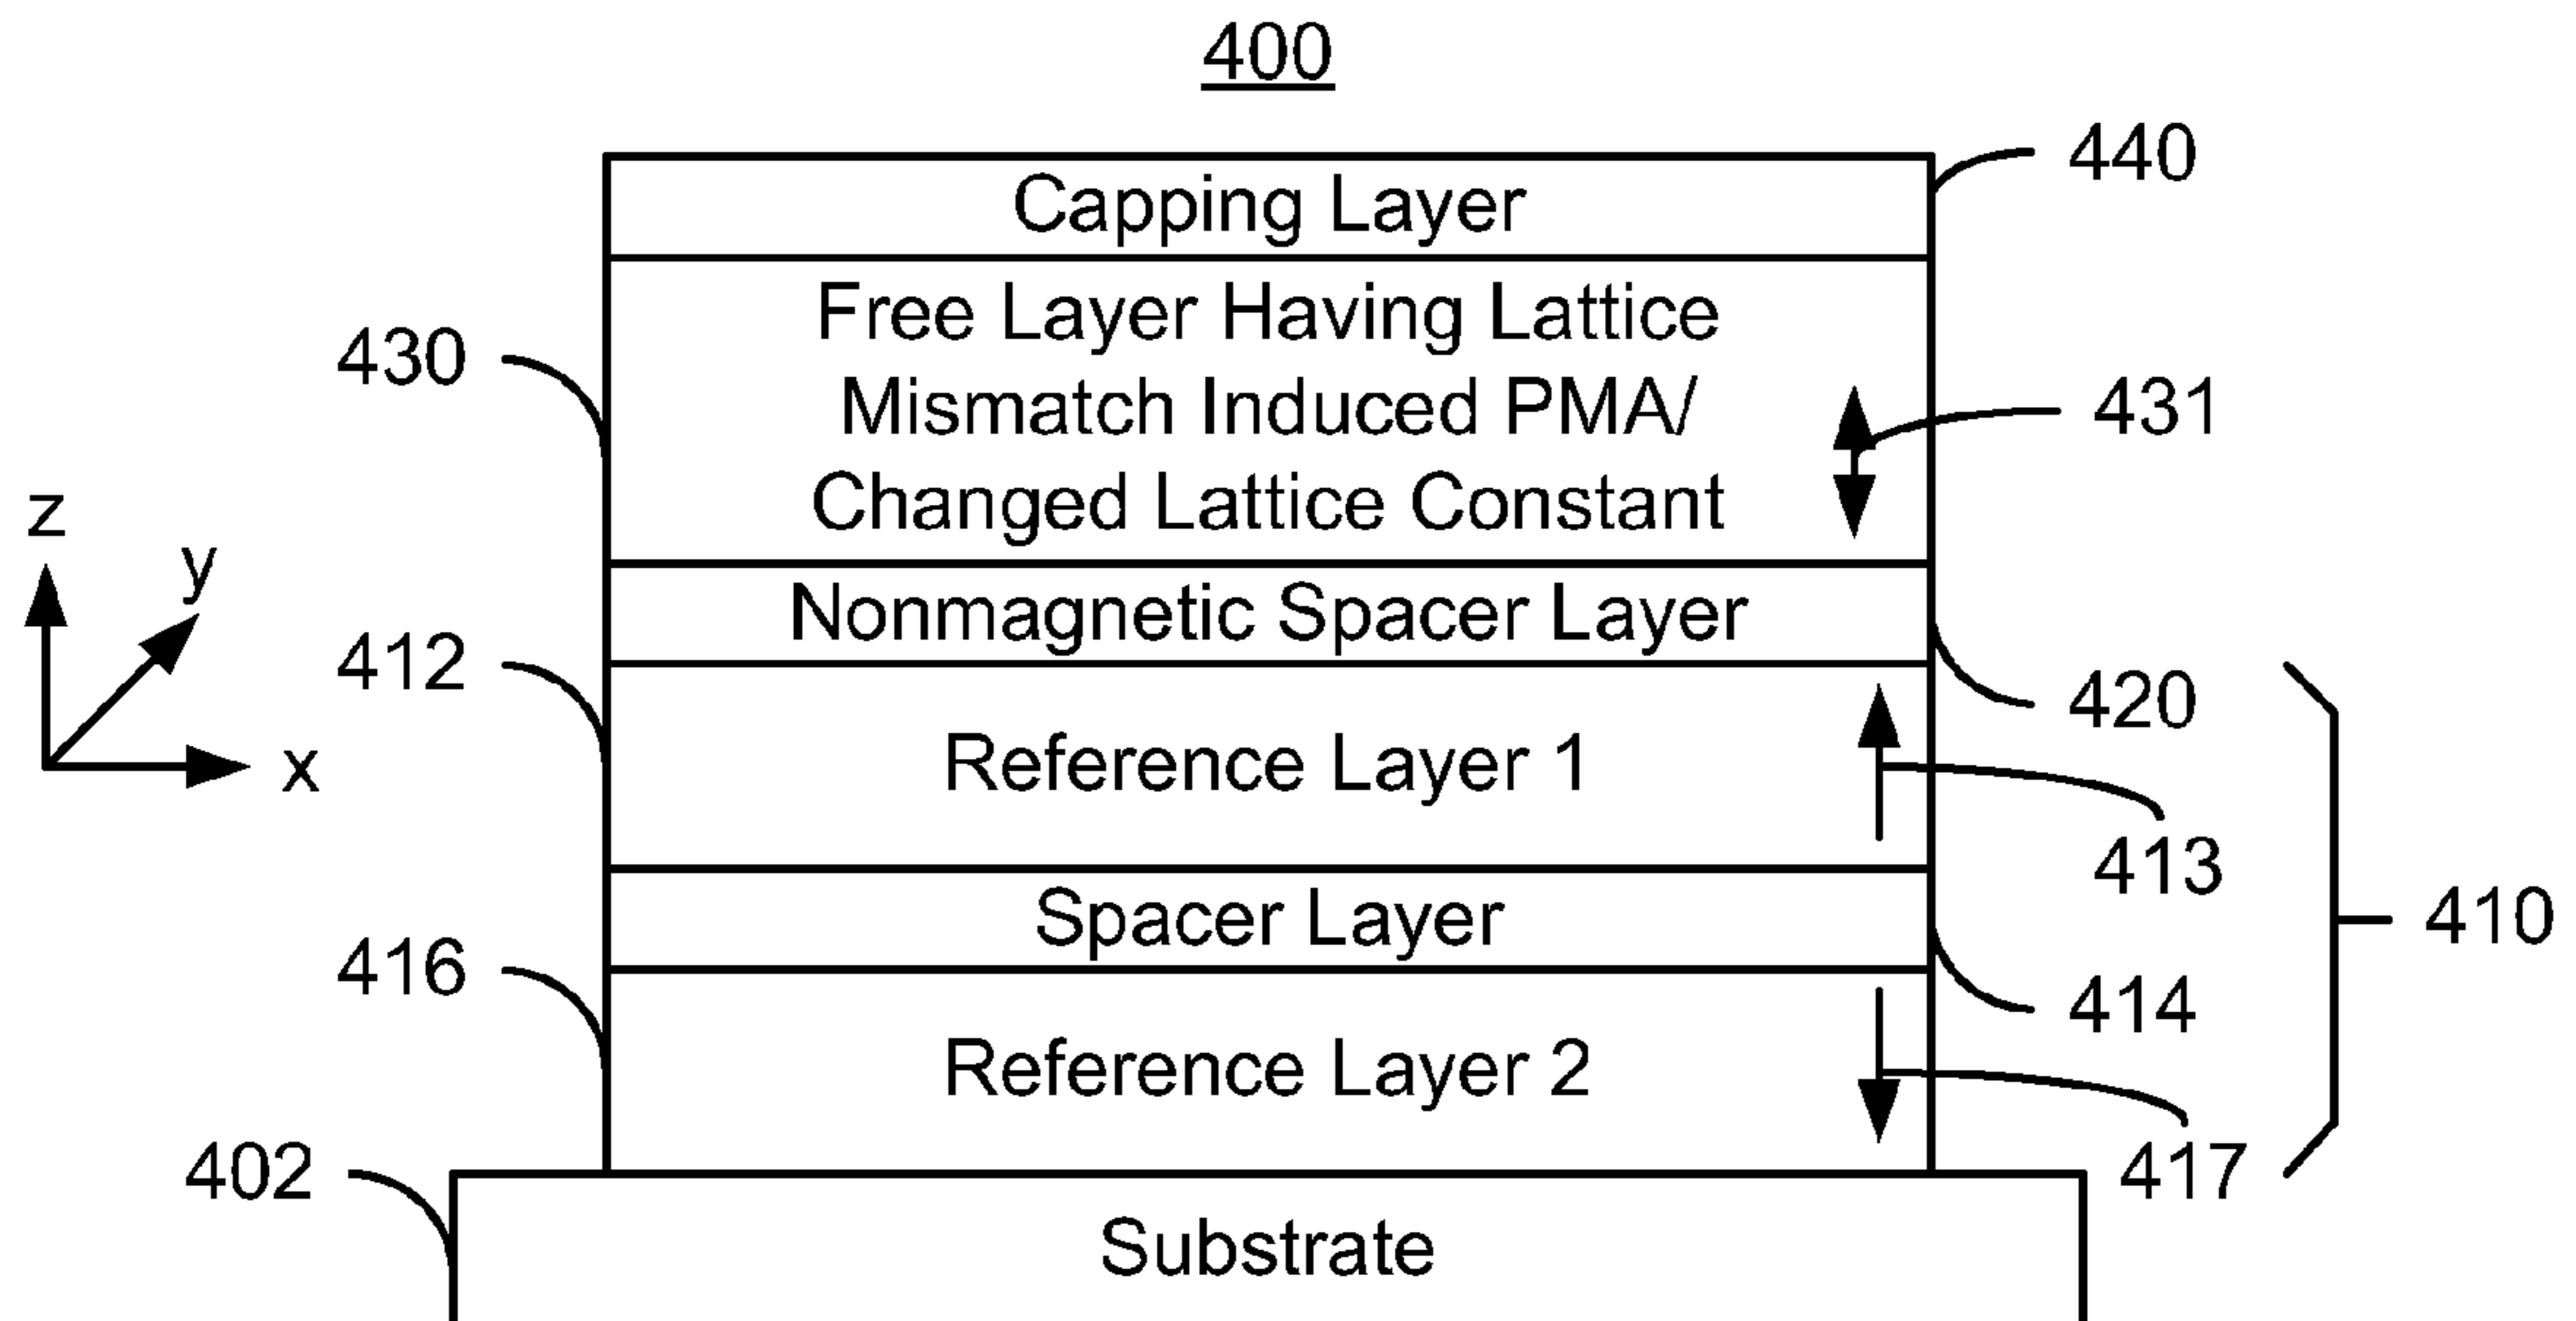 400
440
Capping Layer
Free Layer Having Lattice
Mismatch Induced PMA/
Changed Lattice Constant
430
431
z
y
x
Nonmagnetic Spacer Layer
412
420
Reference Layer 1
413
410
Spacer Layer
416
414
Reference Layer 2
417
402
Substrate